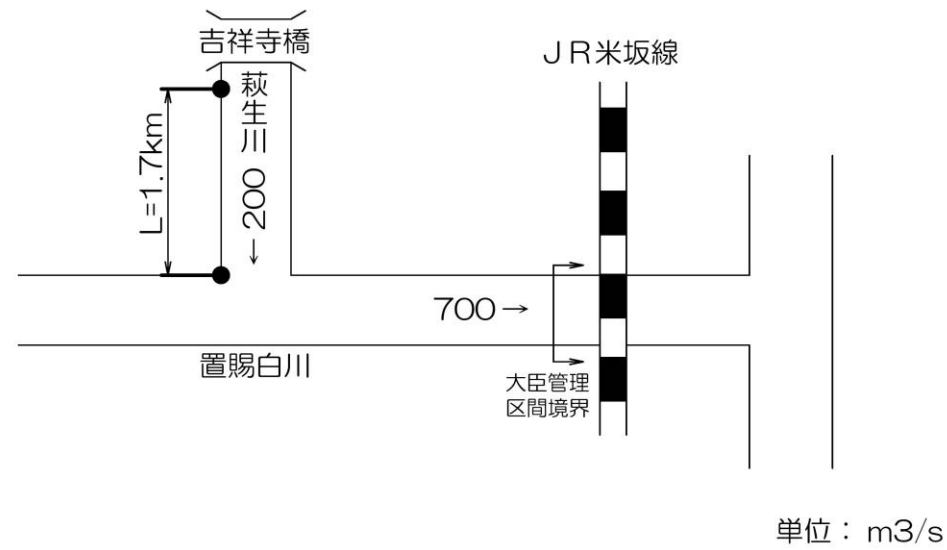 吉祥寺橋
JR米坂線
萩生川
L=1.7km
←200
700→
置賜白川
大臣管理
区間境界
単位：m3/s